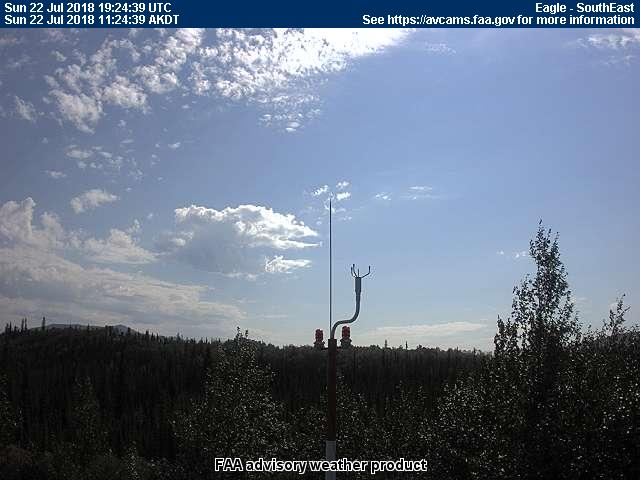 Sun 22 Jul 2018 19:24:39 UTC Eagle - SouthEast
Sun 22 Jul 2018 11:24:39 AKDT See https://avcams.faa.gov for more information
FAA advisory weather product